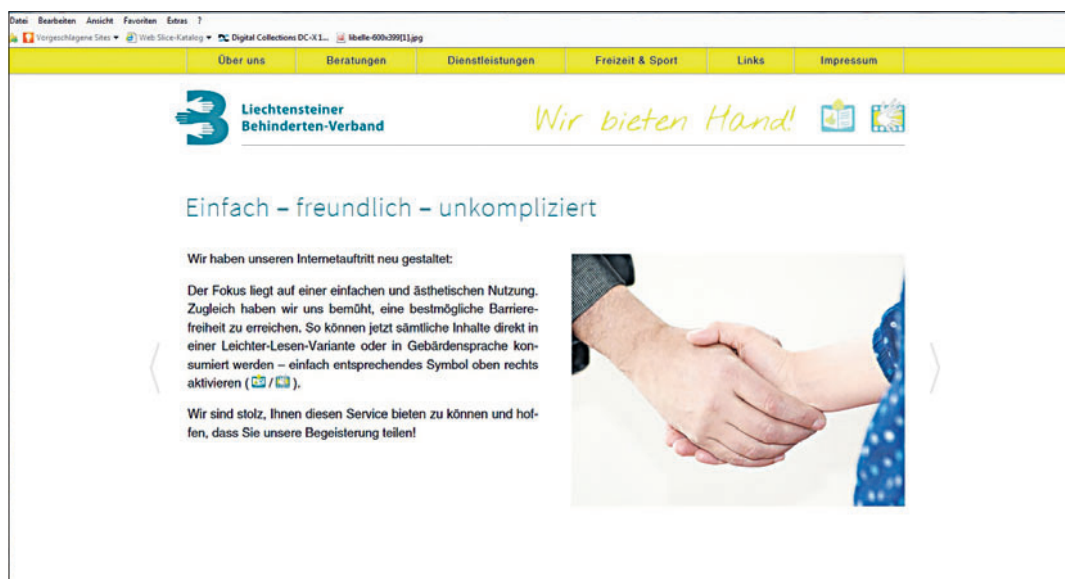 Datei Bearbeiten Ansicht Favoriten Extras ?
Vorgeschlagene Sites Web Slice-Katalog Digital Collections DC-X 1... libelle-600x399[1].jpg
Über uns Beratungen Dienstleistungen Freizeit & Sport Links Impressum
Liechtensteiner
Behinderten-Verband
Wir bieten Hand!
Einfach – freundlich – unkompliziert
Wir haben unseren Internetauftritt neu gestaltet:
Der Fokus liegt auf einer einfachen und ästhetischen Nutzung.
Zugleich haben wir uns bemüht, eine bestmögliche Barriere-
freiheit zu erreichen. So können jetzt sämtliche Inhalte direkt in
einer Leichter-Lesen-Variante oder in Gebärdensprache kon-
sumiert werden – einfach entsprechendes Symbol oben rechts
aktivieren ( / ).
Wir sind stolz, Ihnen diesen Service bieten zu können und hof-
fen, dass Sie unsere Begeisterung teilen!